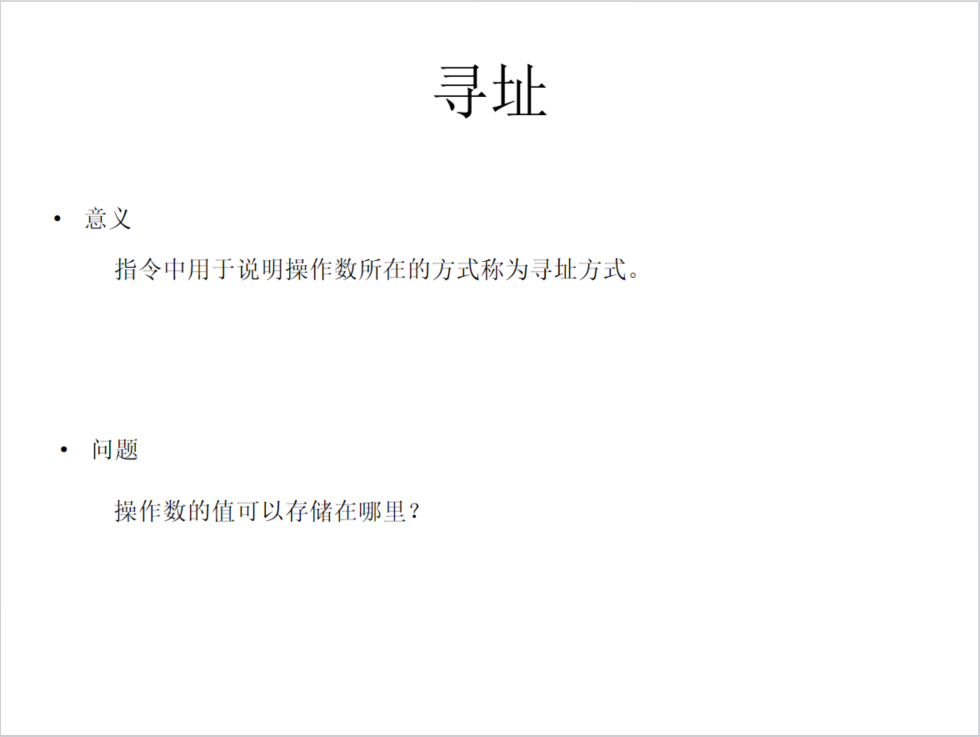 寻址
• 意义
指令中用于说明操作数所在的方式称为寻址方式。
• 问题
操作数的值可以存储在哪里？